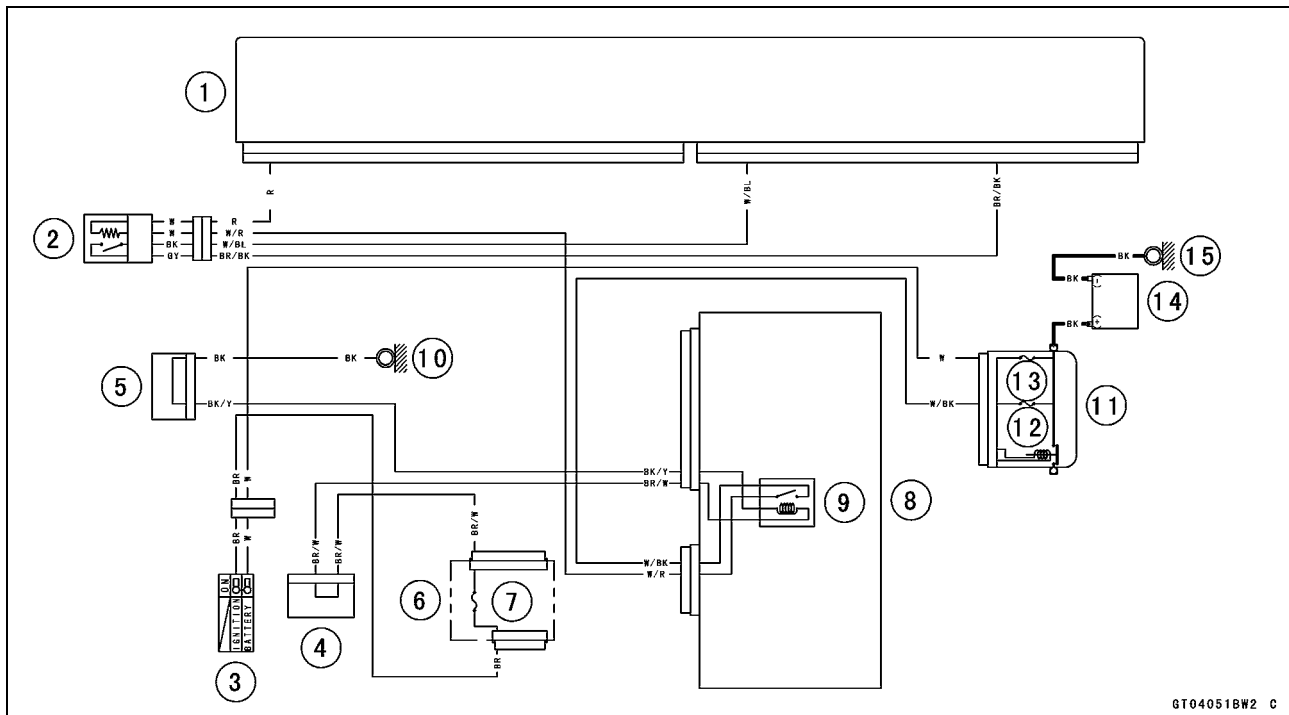 1
R
W/BL
BR/BK
2
W R
W W/R
BK W/BL
GY BR/BK
BK
15
(-)
14
BK
(+)
5
BK BK
10
W
13
11
BK/Y
W/BK
12
BK/Y
BR/W
9
8
BR W
BR/W
BR W
BR/W BR/W
W/BK
W/R
6
7
ON
IGNITION
BATTERY
4
BR
3
GT04051BW2 C